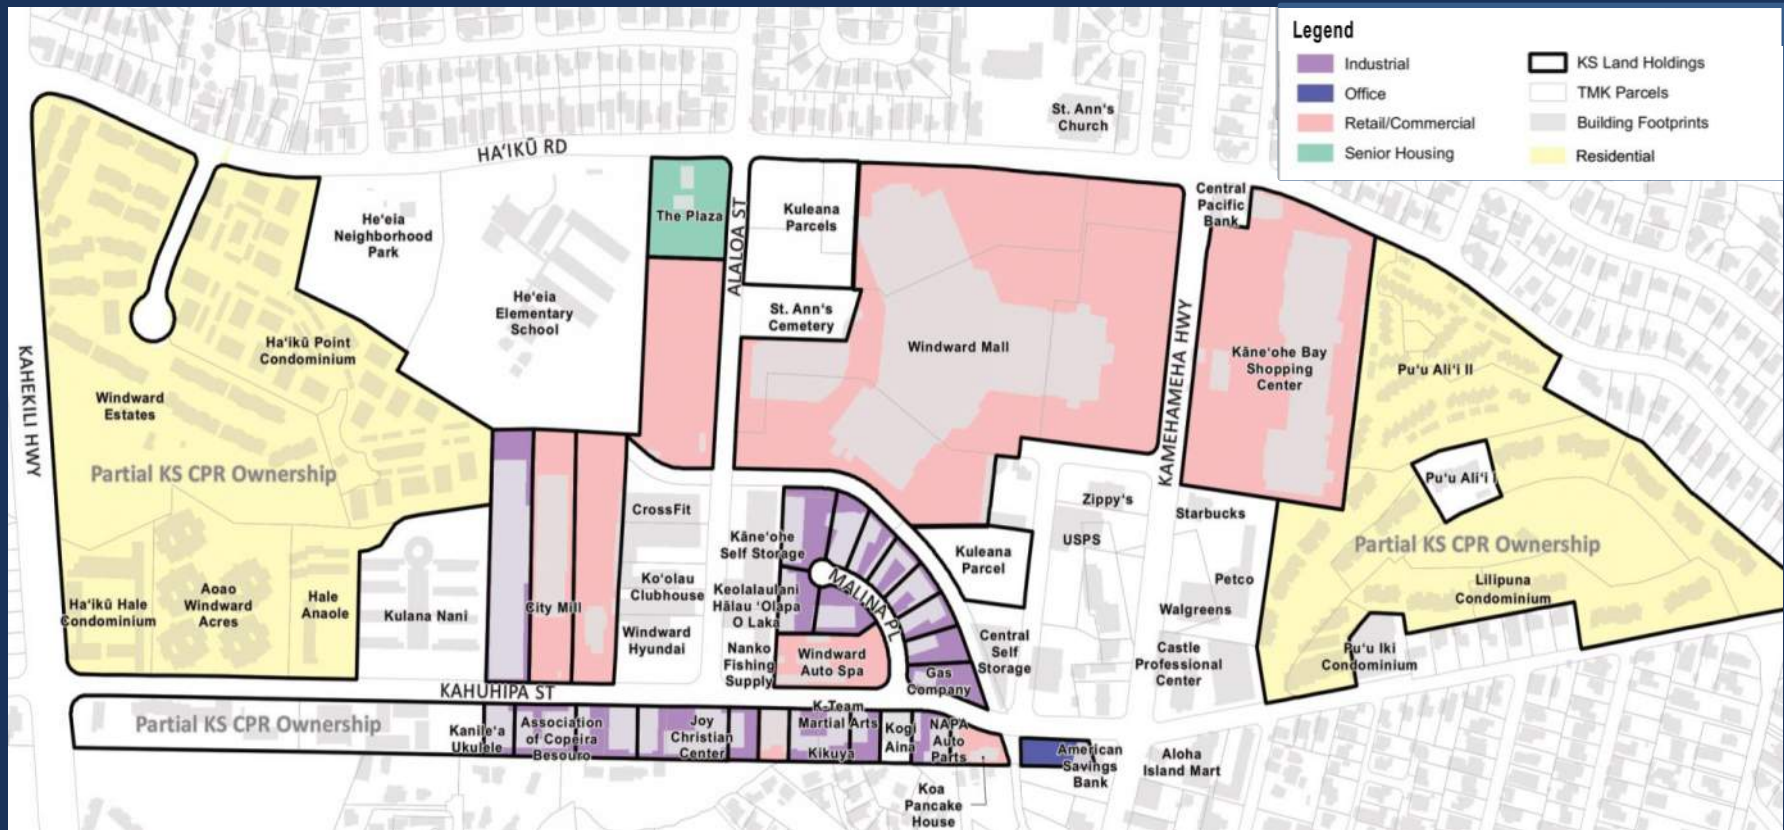 Legend
Industrial
Office
Retail/Commercial
Senior Housing
KS Land Holdings
TMK Parcels
Building Footprints
Residential
St. Ann's
Church
HA'IKŪ RD
Central
Pacific
Bank
He'eia
Neighborhood
Park
The Plaza
ALALOA ST
Kuleana
Parcels
He'eia
Elementary
School
St. Ann's
Cemetery
Ha'ikū Point
Condominium
Windward Mall
KAMEHAMEHA HWY
Kāne'ohe Bay
Shopping
Center
Pu'u Ali'i II
KAHEKILI HWY
Windward
Estates
Partial KS CPR Ownership
Pu'u Ali'i I
CrossFit
Zippy's
Starbucks
Kāne'ohe
Self Storage
USPS
Kuleana
Parcel
Partial KS CPR Ownership
MALINA PL
Ko'olau
Clubhouse
Keolalaulani
Hālau 'Ōlapa
O Laka
Petco
Lilipuna
Condominium
Ha'ikū Hale
Condominium
Aoao
Windward
Acres
Hale
Anaole
Kulana Nani
City Mill
Walgreens
Windward
Hyundai
Nanko
Fishing
Supply
Windward
Auto Spa
Central
Self
Storage
Castle
Professional
Center
Pu'u Iki
Condominium
Gas
Company
KAHUHIPA ST
Partial KS CPR Ownership
Kanile'a
Ukulele
Association
of Copeira
Besouro
Joy
Christian
Center
K-Team
Martial Arts
Kikuya
Kogi
Aina
NAPA
Auto
Parts
American
Savings
Bank
Aloha
Island Mart
Koa
Pancake
House